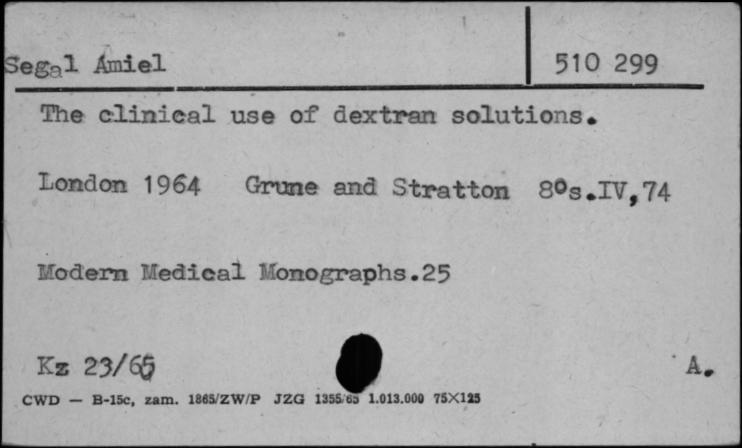 Segal Amiel 510 299
The clinical use of dextran solutions.
London 1964 Grune and Stratton 8°s.IV,74
Modern Medical Monographs.25
Kz 23/65 A.
CWD — B-15c, zam. 1865/ZW/P JZG 1355/65 1.013.000 75X125